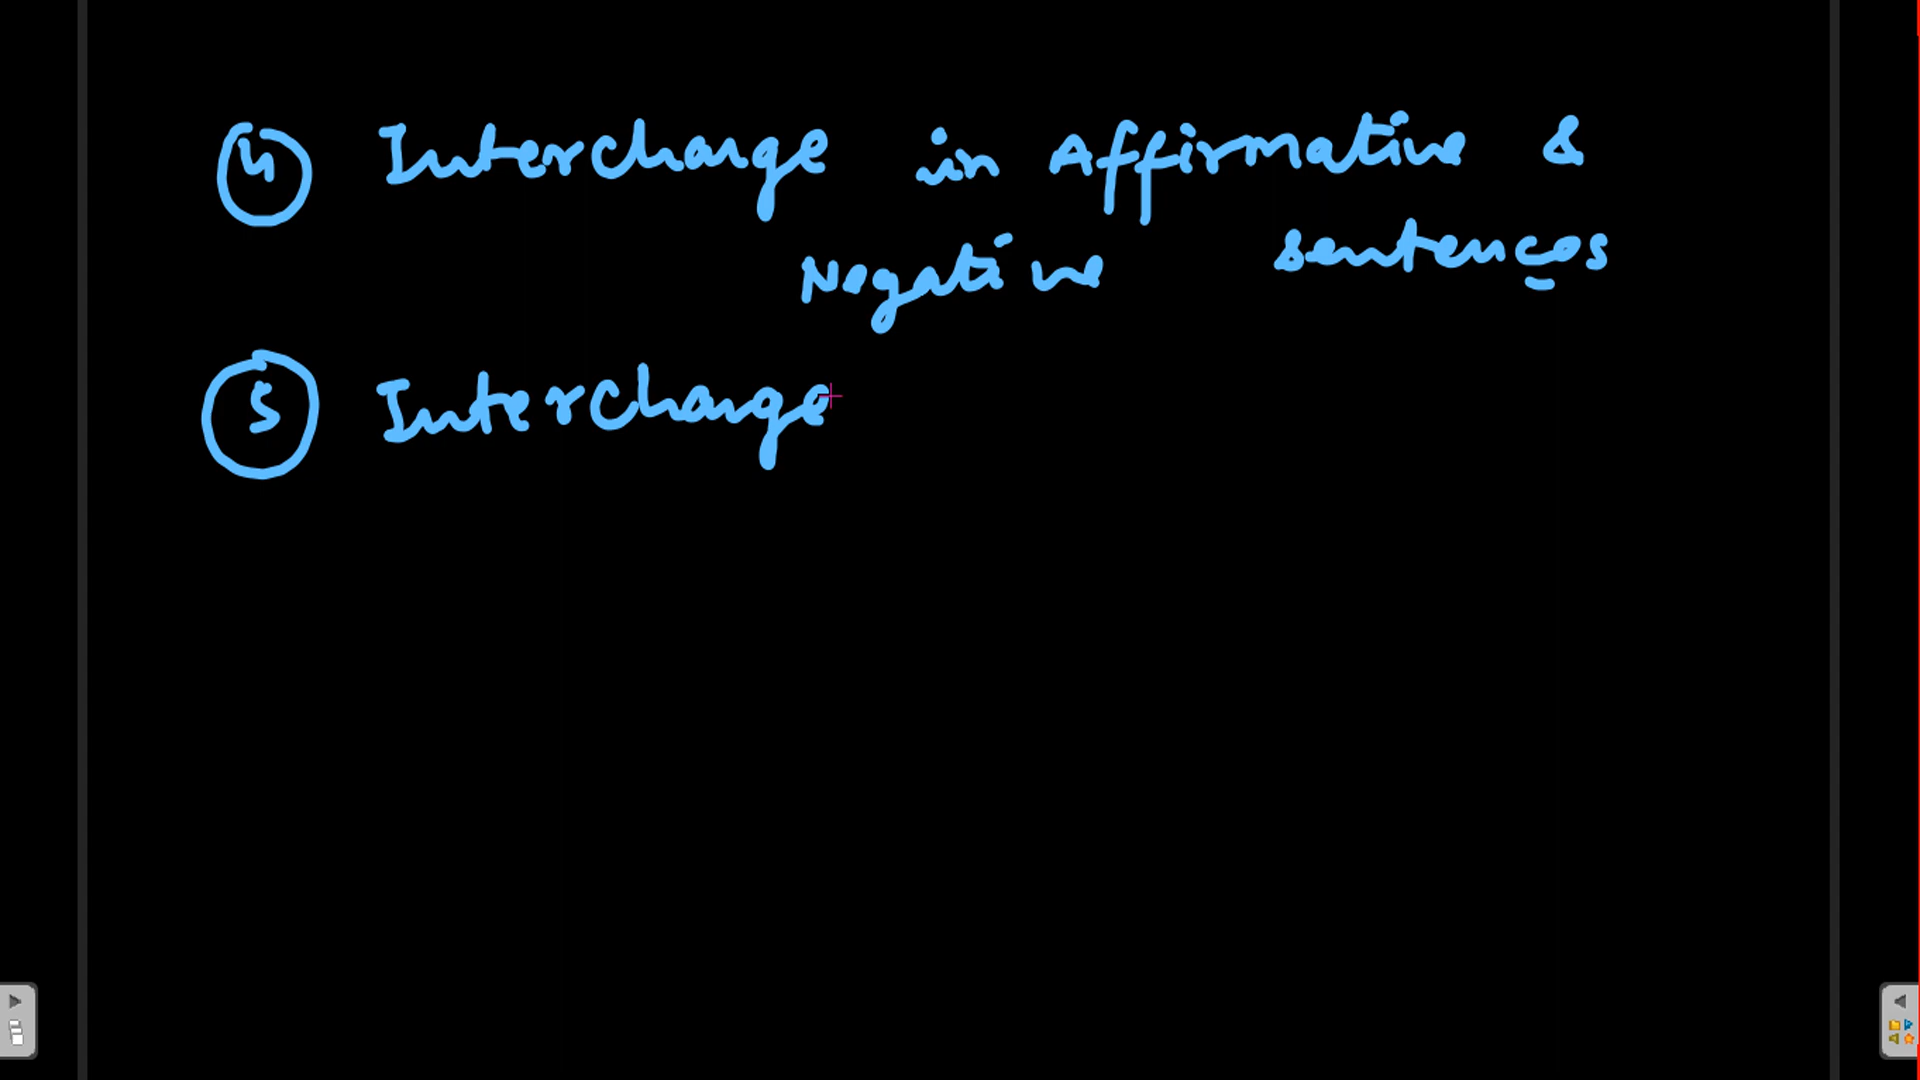 ④ Interchange in Affirmative &
Negative sentences
⑤ Interchange